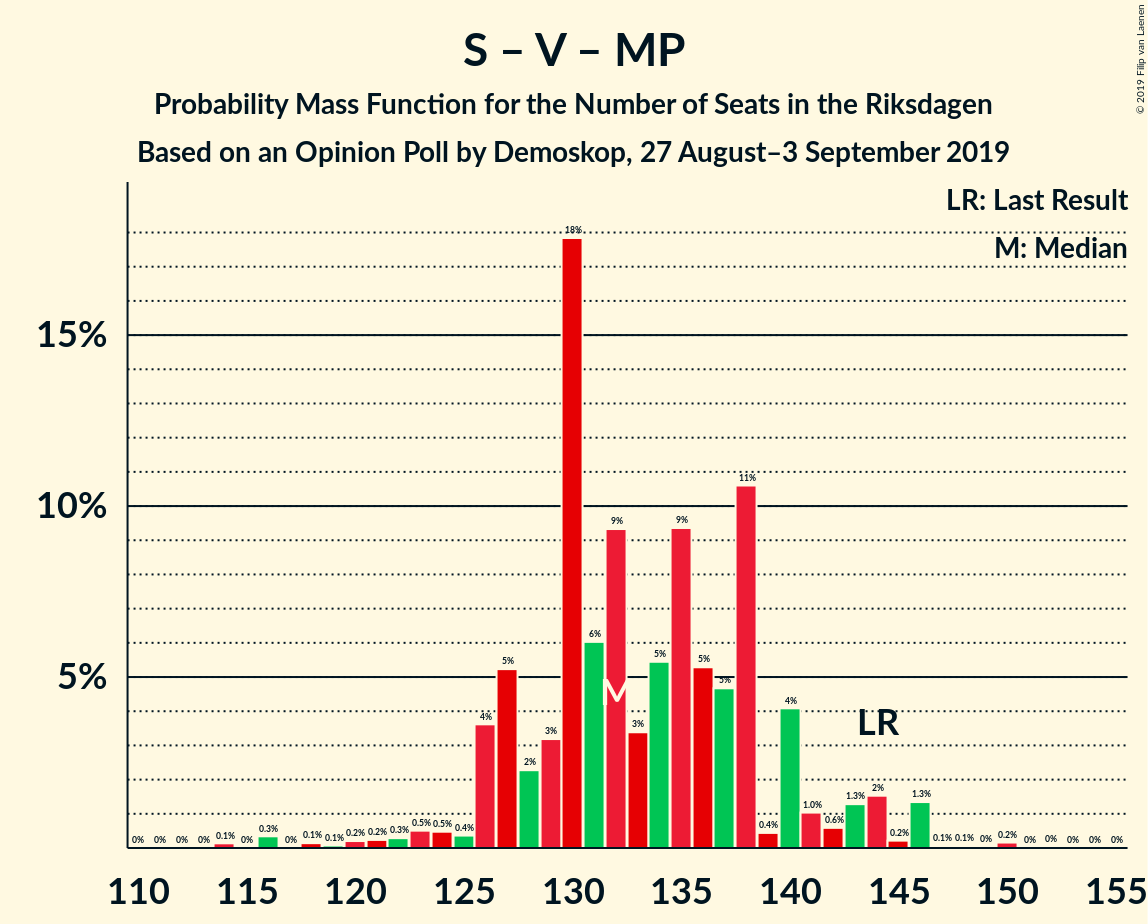 S – V – MP
Probability Mass Function for the Number of Seats in the Riksdagen
Based on an Opinion Poll by Demoskop, 27 August–3 September 2019
© 2019 Filip van Laenen
LR: Last Result
M: Median
15%
10%
5%
0% 0% 0% 0% 0.1% 0% 0.3% 0% 0.1% 0.1% 0.2% 0.2% 0.3% 0.5% 0.5% 0.4% 4% 5% 2% 3% 18% 6% 9% 3% 5% 9% 5% 5% 11% 0.4% 4% 1.0% 0.6% 1.3% 2% 0.2% 1.3% 0.1% 0.1% 0% 0.2% 0% 0% 0% 0% 0%
M
LR
110 115 120 125 130 135 140 145 150 155